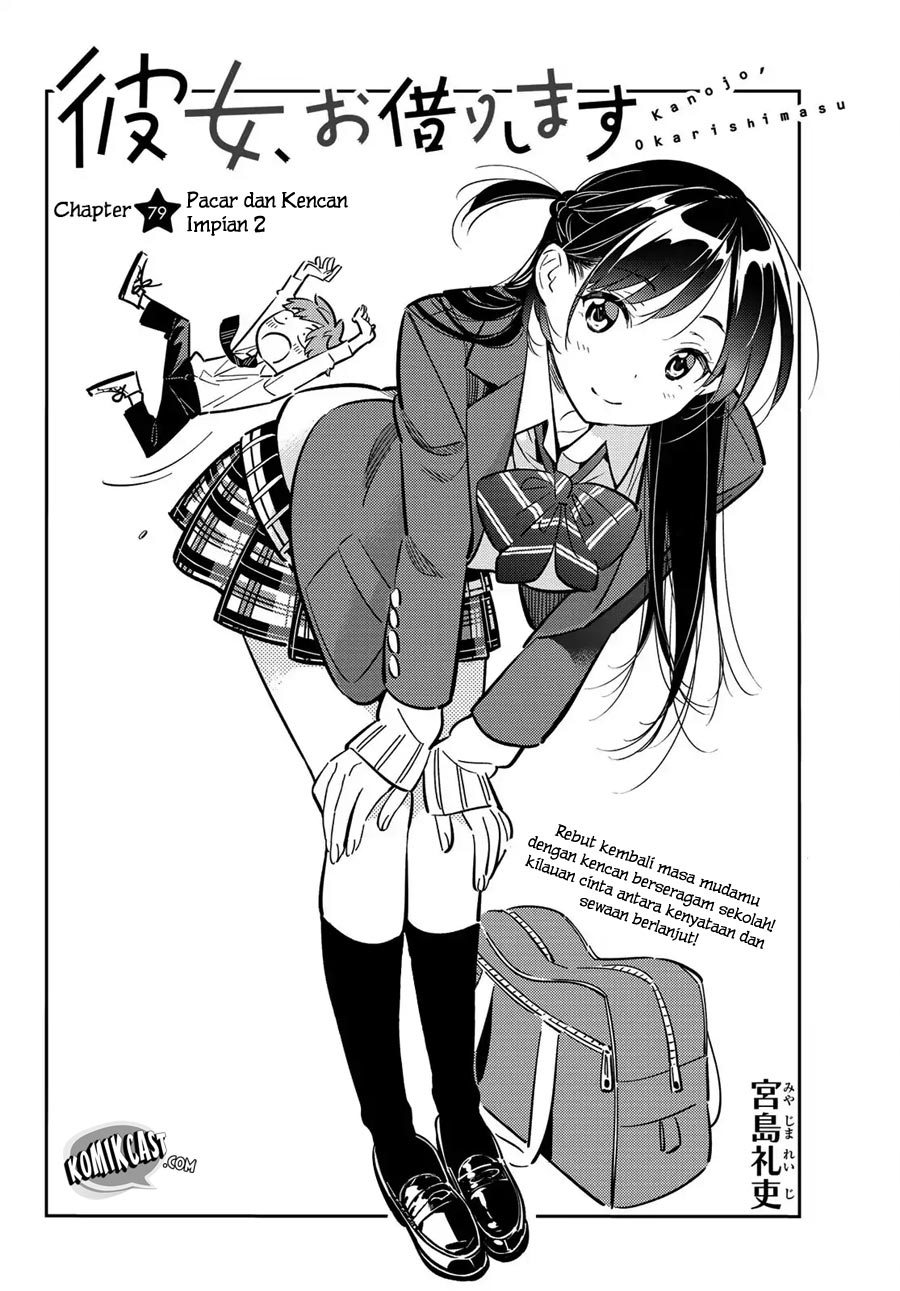 彼女、お借りします
Kanojo,
Okarishimasu
Chapter 79
Pacar dan Kencan
Impian 2
Rebut kembali masa mudamu
dengan kencan berseragam sekolah!
kilauan cinta antara kenyataan dan
sewaan berlanjut!
宮島礼吏
みやじまれいじ
KOMIKCAST.COM